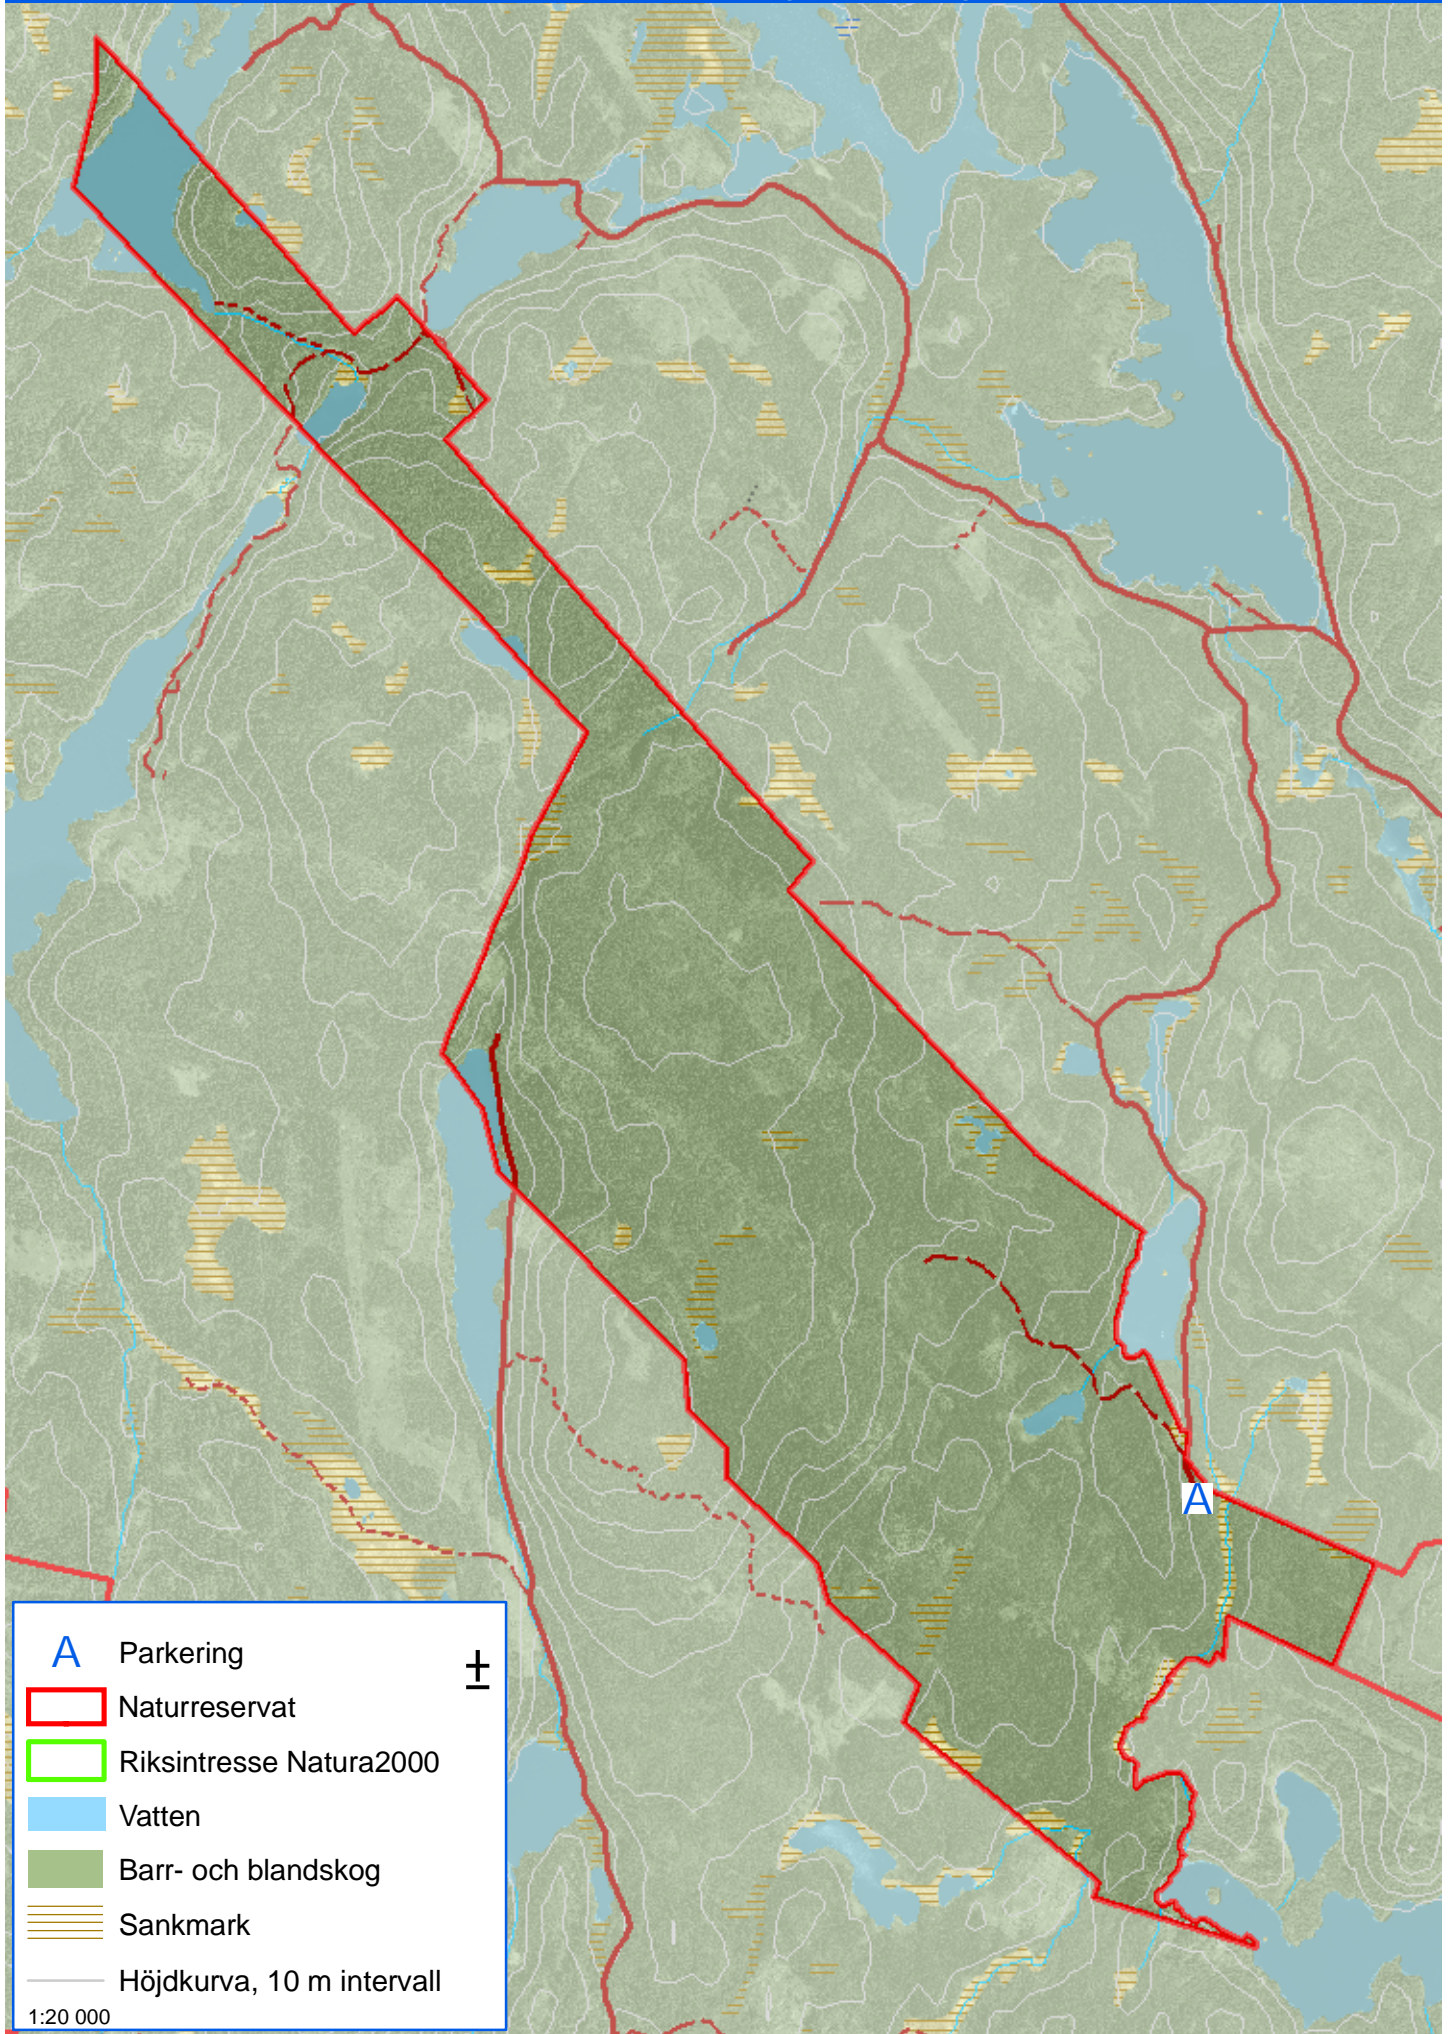 A
A Parkering
±
Naturreservat
Riksintresse Natura2000
Vatten
Barr- och blandskog
Sankmark
Höjdkurva, 10 m intervall
1:20 000